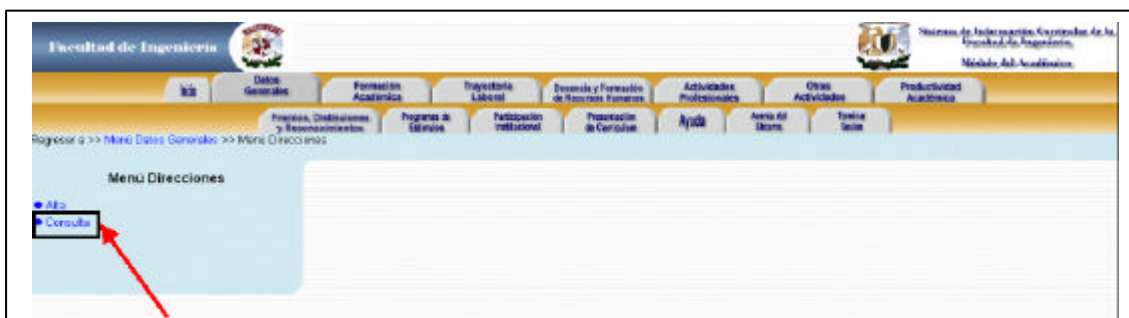 Facultad de Ingeniería
Sistema de Información Curricular de la
Facultad de Ingeniería,
Módulo del Académico.
Inicio
Datos
Generales
Formación
Académica
Trayectoria
Laboral
Docencia y Formación
de Recursos Humanos
Actividades
Profesionales
Otras
Actividades
Productividad
Académica
Premios, Distinciones
y Reconocimientos
Programas de
Estímulos
Participación
Institucional
Presentación
de Currículum
Ayuda
Acerca del
Sistema
Regresar a >> Menú Datos Generales >> Menú Direcciones
Menú Direcciones
Alta
Consulta